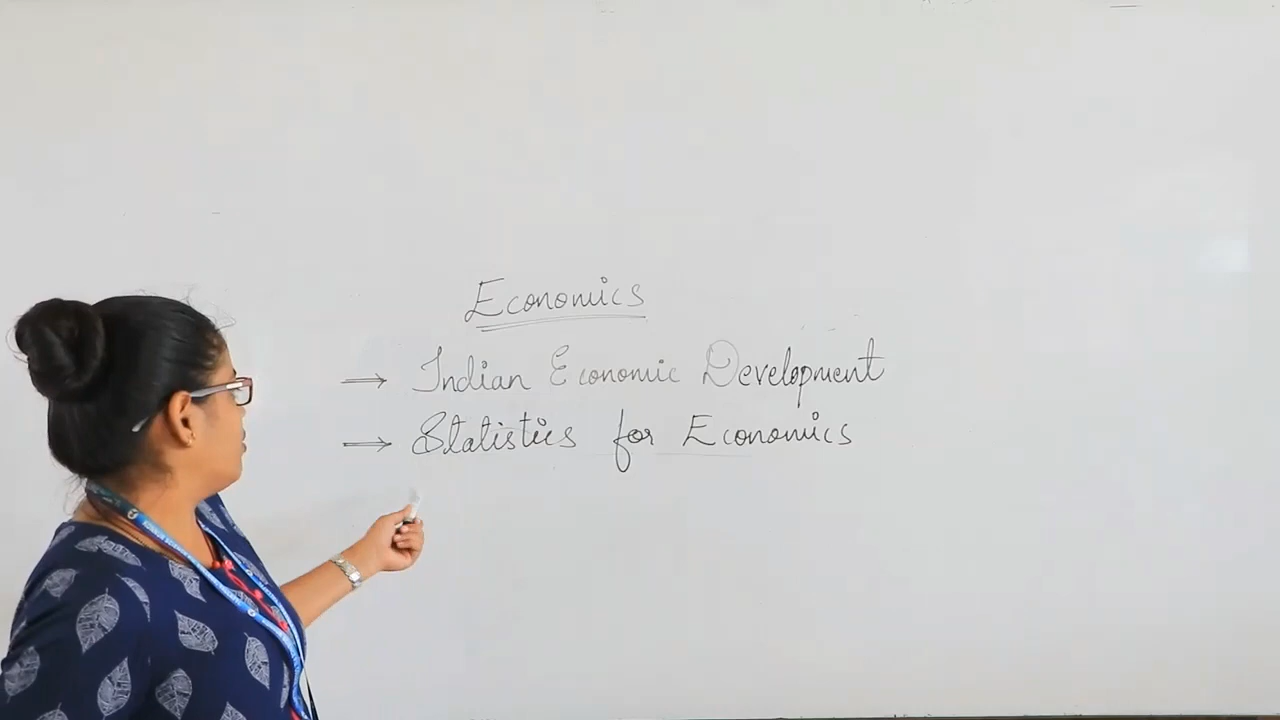 Economics
→ Indian Economic Development
→ Statistics for Economics